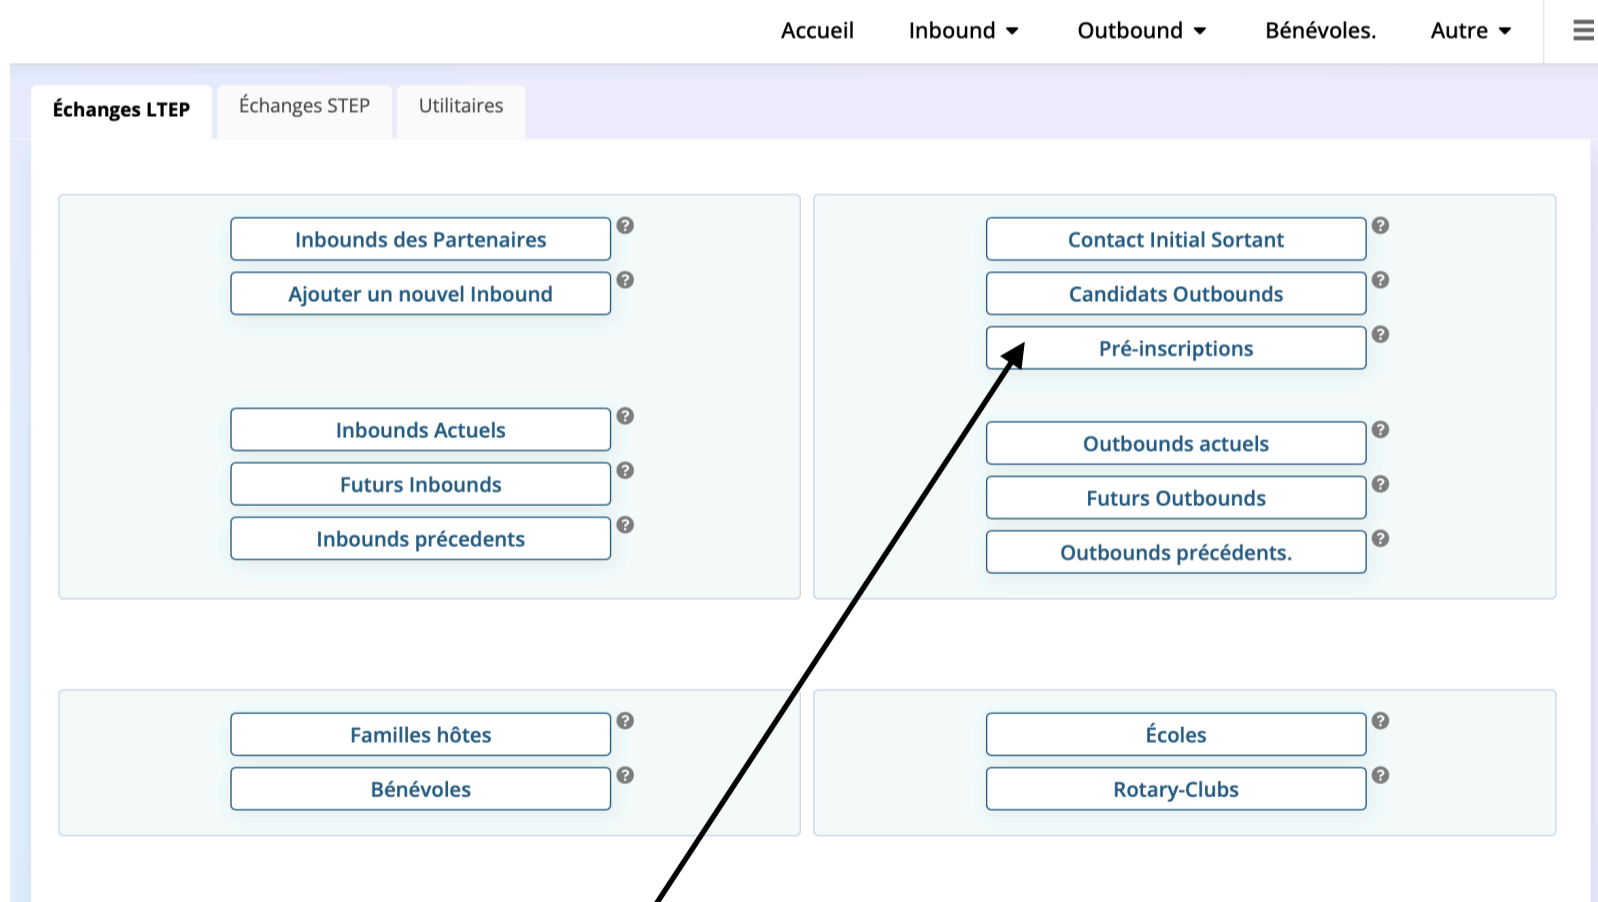 Accueil Inbound Outbound Bénévoles. Autre
Échanges LTEP Échanges STEP Utilitaires
Inbounds des Partenaires
Ajouter un nouvel Inbound
Inbounds Actuels
Futurs Inbounds
Inbounds précedents
Contact Initial Sortant
Candidats Outbounds
Pré-inscriptions
Outbounds actuels
Futurs Outbounds
Outbounds précédents.
Familles hôtes
Bénévoles
Écoles
Rotary-Clubs